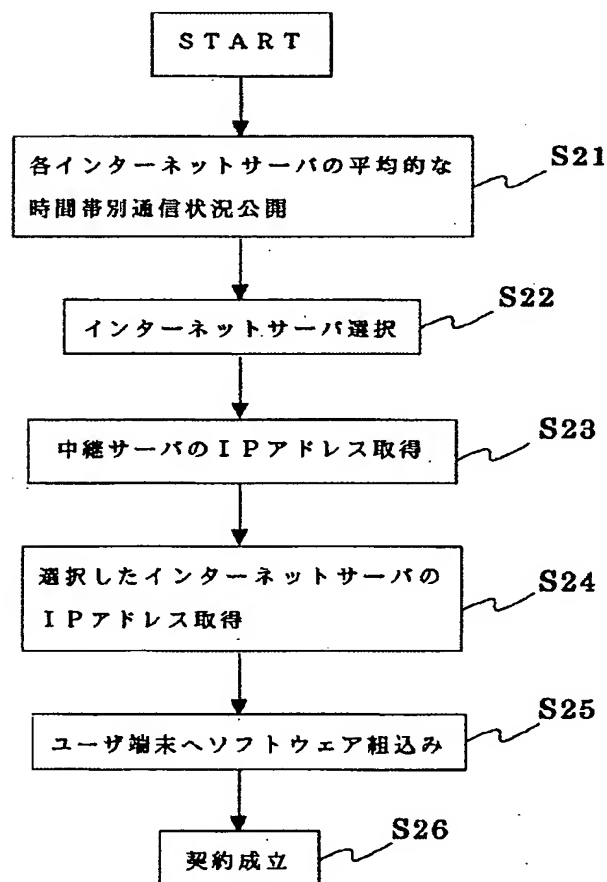 START
各インターネットサーバの平均的な
時間帯別通信状況公開
S21
インターネットサーバ選択
S22
中継サーバのIPアドレス取得
S23
選択したインターネットサーバの
IPアドレス取得
S24
ユーザ端末へソフトウェア組込み
S25
契約成立
S26